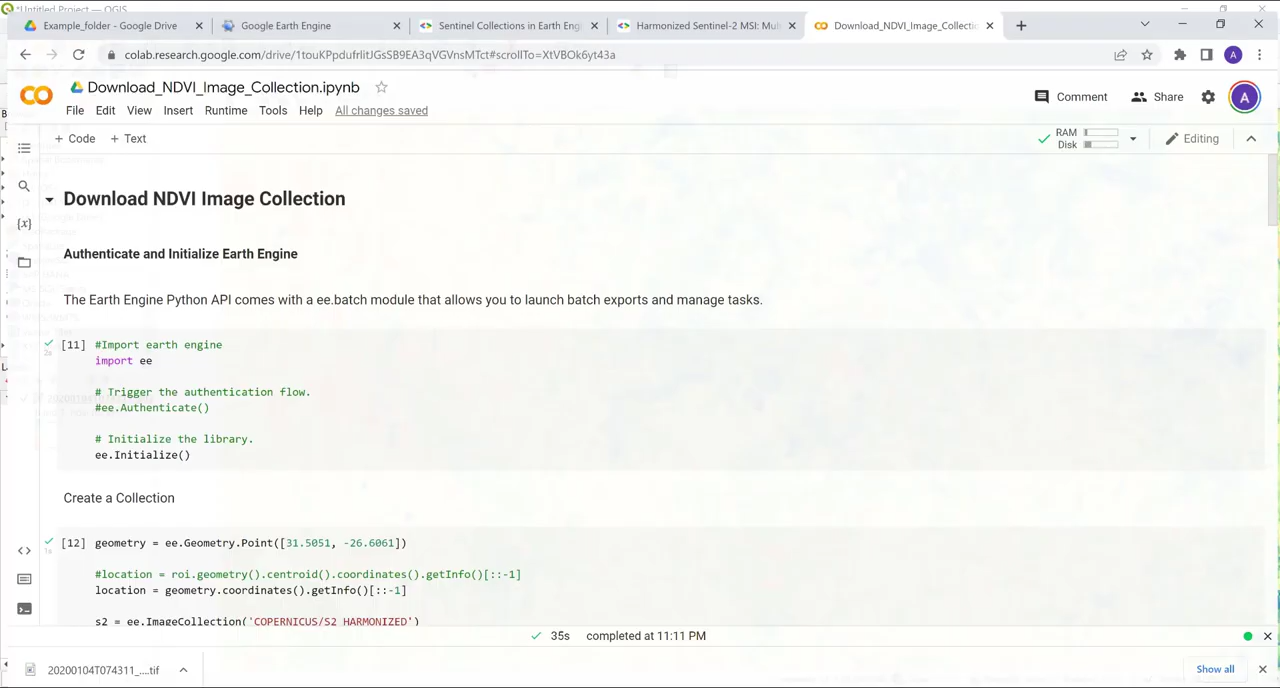 *Untitled Project — QGIS
Example_folder - Google Drive
Google Earth Engine
Sentinel Collections in Earth Eng
Harmonized Sentinel-2 MSI: Mul
Download_NDVI_Image_Collectio
colab.research.google.com/drive/1touKPpdufrlitJGsSB9EA3qVGVnsMTct#scrollTo=XtVBOk6yt43a
A
Download_NDVI_Image_Collection.ipynb
Comment
Share
A
File Edit View Insert Runtime Tools Help All changes saved
+ Code + Text
RAM
Disk
Editing
Download NDVI Image Collection
{x}
Authenticate and Initialize Earth Engine
The Earth Engine Python API comes with a ee.batch module that allows you to launch batch exports and manage tasks.
2s
[11] #Import earth engine
import ee
# Trigger the authentication flow.
#ee.Authenticate()
# Initialize the library.
ee.Initialize()
Create a Collection
1s
[12] geometry = ee.Geometry.Point([31.5051, -26.6061])
#location = roi.geometry().centroid().coordinates().getInfo()[::-1]
location = geometry.coordinates().getInfo()[::-1]
s2 = ee.ImageCollection('COPERNICUS/S2_HARMONIZED')
35s completed at 11:11 PM
20200104T074311_....tif
Show all